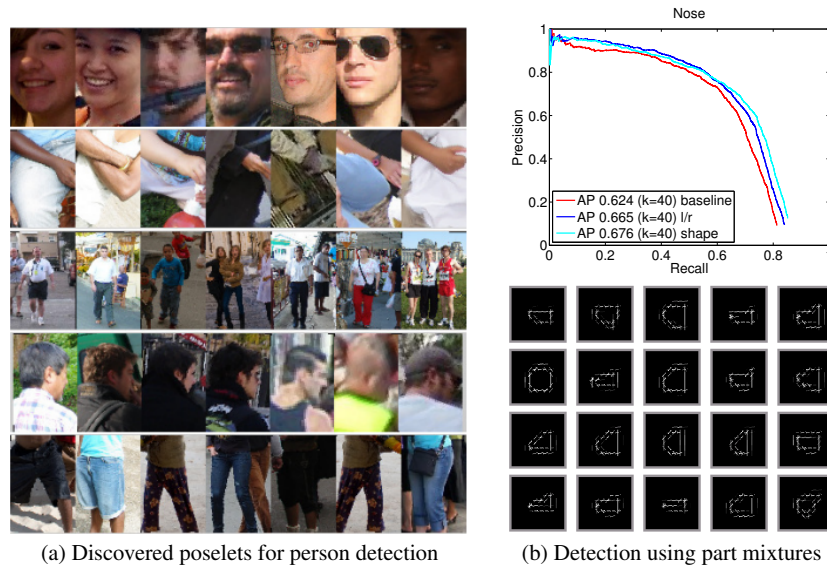 Nose
1
0.8
0.6
0.4
0.2
0
0
0.2
0.4
0.6
0.8
1
Precision
Recall
AP 0.624 (k=40) baseline
AP 0.665 (k=40) l/r
AP 0.676 (k=40) shape
(a) Discovered poselets for person detection
(b) Detection using part mixtures